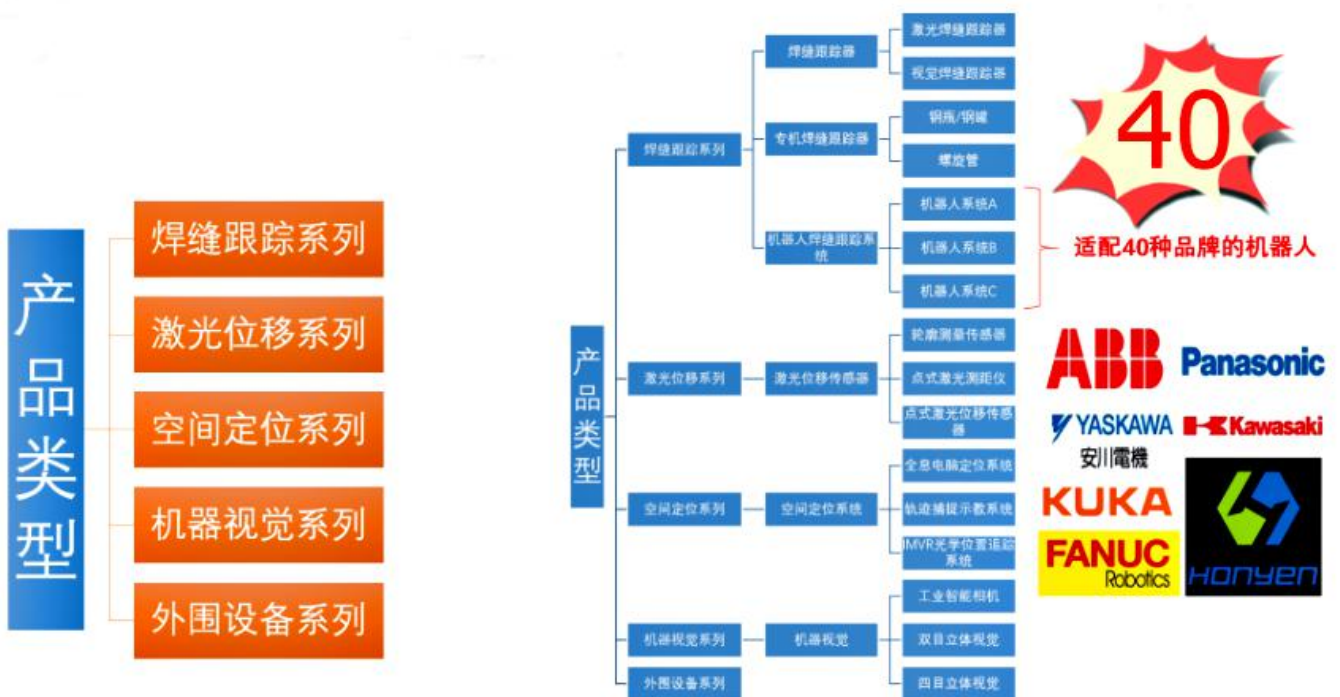 产品类型
焊缝跟踪系列
激光位移系列
空间定位系列
机器视觉系列
外围设备系列
产品类型
焊缝跟踪系列
焊缝跟踪器
激光焊缝跟踪器
视觉焊缝跟踪器
专机焊缝跟踪器
钢瓶/钢罐
螺旋管
机器人焊缝跟踪系
统
机器人系统A
机器人系统B
机器人系统C
激光位移系列
激光位移传感器
轮廓测量传感器
点式激光测距仪
点式激光位移传感
器
空间定位系列
空间定位系统
全息电脑定位系统
轨迹捕捉示教系统
IMVR光学位置追踪
系统
机器视觉系列
机器视觉
工业智能相机
双目立体视觉
四目立体视觉
外围设备系列
40
适配40种品牌的机器人
ABB
Panasonic
YASKAWA
安川電機
Kawasaki
KUKA
FANUC
Robotics
HONYEN